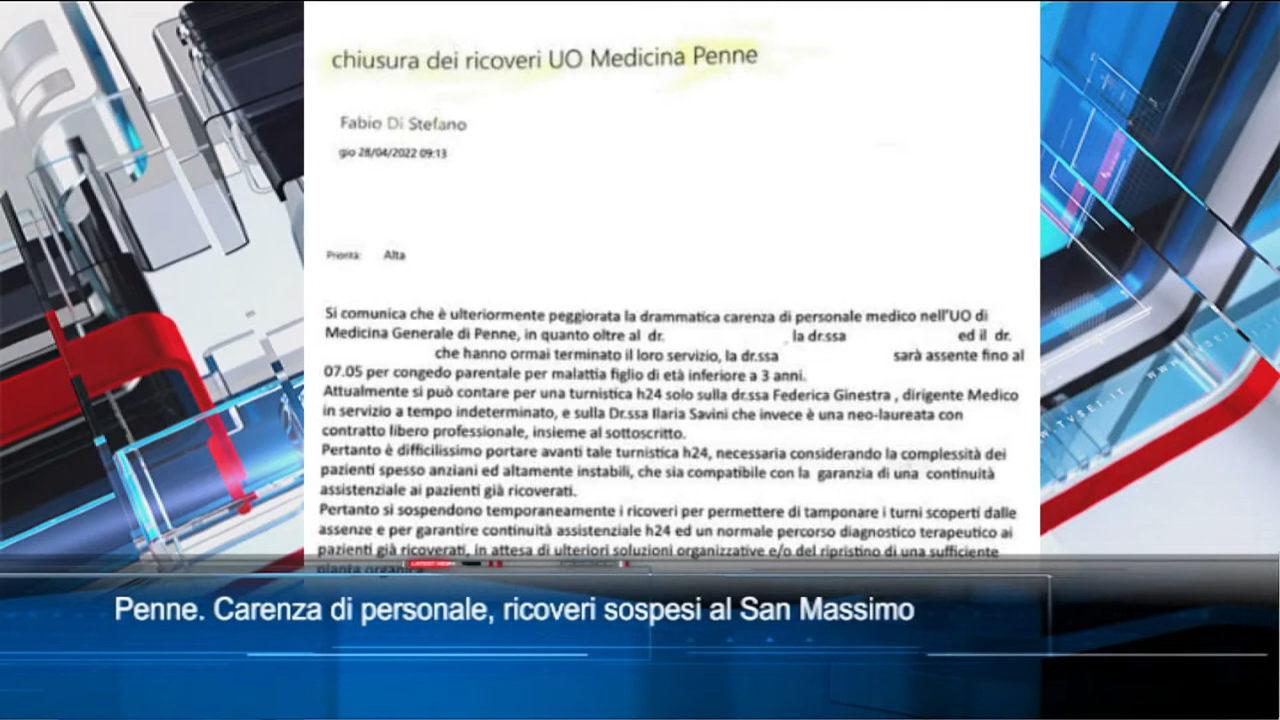 chiusura dei ricoveri UO Medicina Penne
Fabio Di Stefano
gio 28/04/2022 09:13
Priorità: Alta
Si comunica che è ulteriormente peggiorata la drammatica carenza di personale medico nell'UO di
Medicina Generale di Penne, in quanto oltre al dr. la dr.ssa ed il dr.
che hanno ormai terminato il loro servizio, la dr.ssa sarà assente fino al
07.05 per congedo parentale per malattia figlio di età inferiore a 3 anni.
Attualmente si può contare per una turnistica h24 solo sulla dr.ssa Federica Ginestra , dirigente Medico
in servizio a tempo indeterminato, e sulla Dr.ssa Ilaria Savini che invece è una neo-laureata con
contratto libero professionale, insieme al sottoscritto.
Pertanto è difficilissimo portare avanti tale turnistica h24, necessaria considerando la complessità dei
pazienti spesso anziani ed altamente instabili, che sia compatibile con la garanzia di una continuità
assistenziale ai pazienti già ricoverati.
Pertanto si sospendono temporaneamente i ricoveri per permettere di tamponare i turni scoperti dalle
assenze e per garantire continuità assistenziale h24 ed un normale percorso diagnostico terapeutico ai
pazienti già ricoverati, in attesa di ulteriori soluzioni organizzative e/o del ripristino di una sufficiente
pianta organica
LATEST NEWS
Penne. Carenza di personale, ricoveri sospesi al San Massimo
WWW.TVSEI.IT